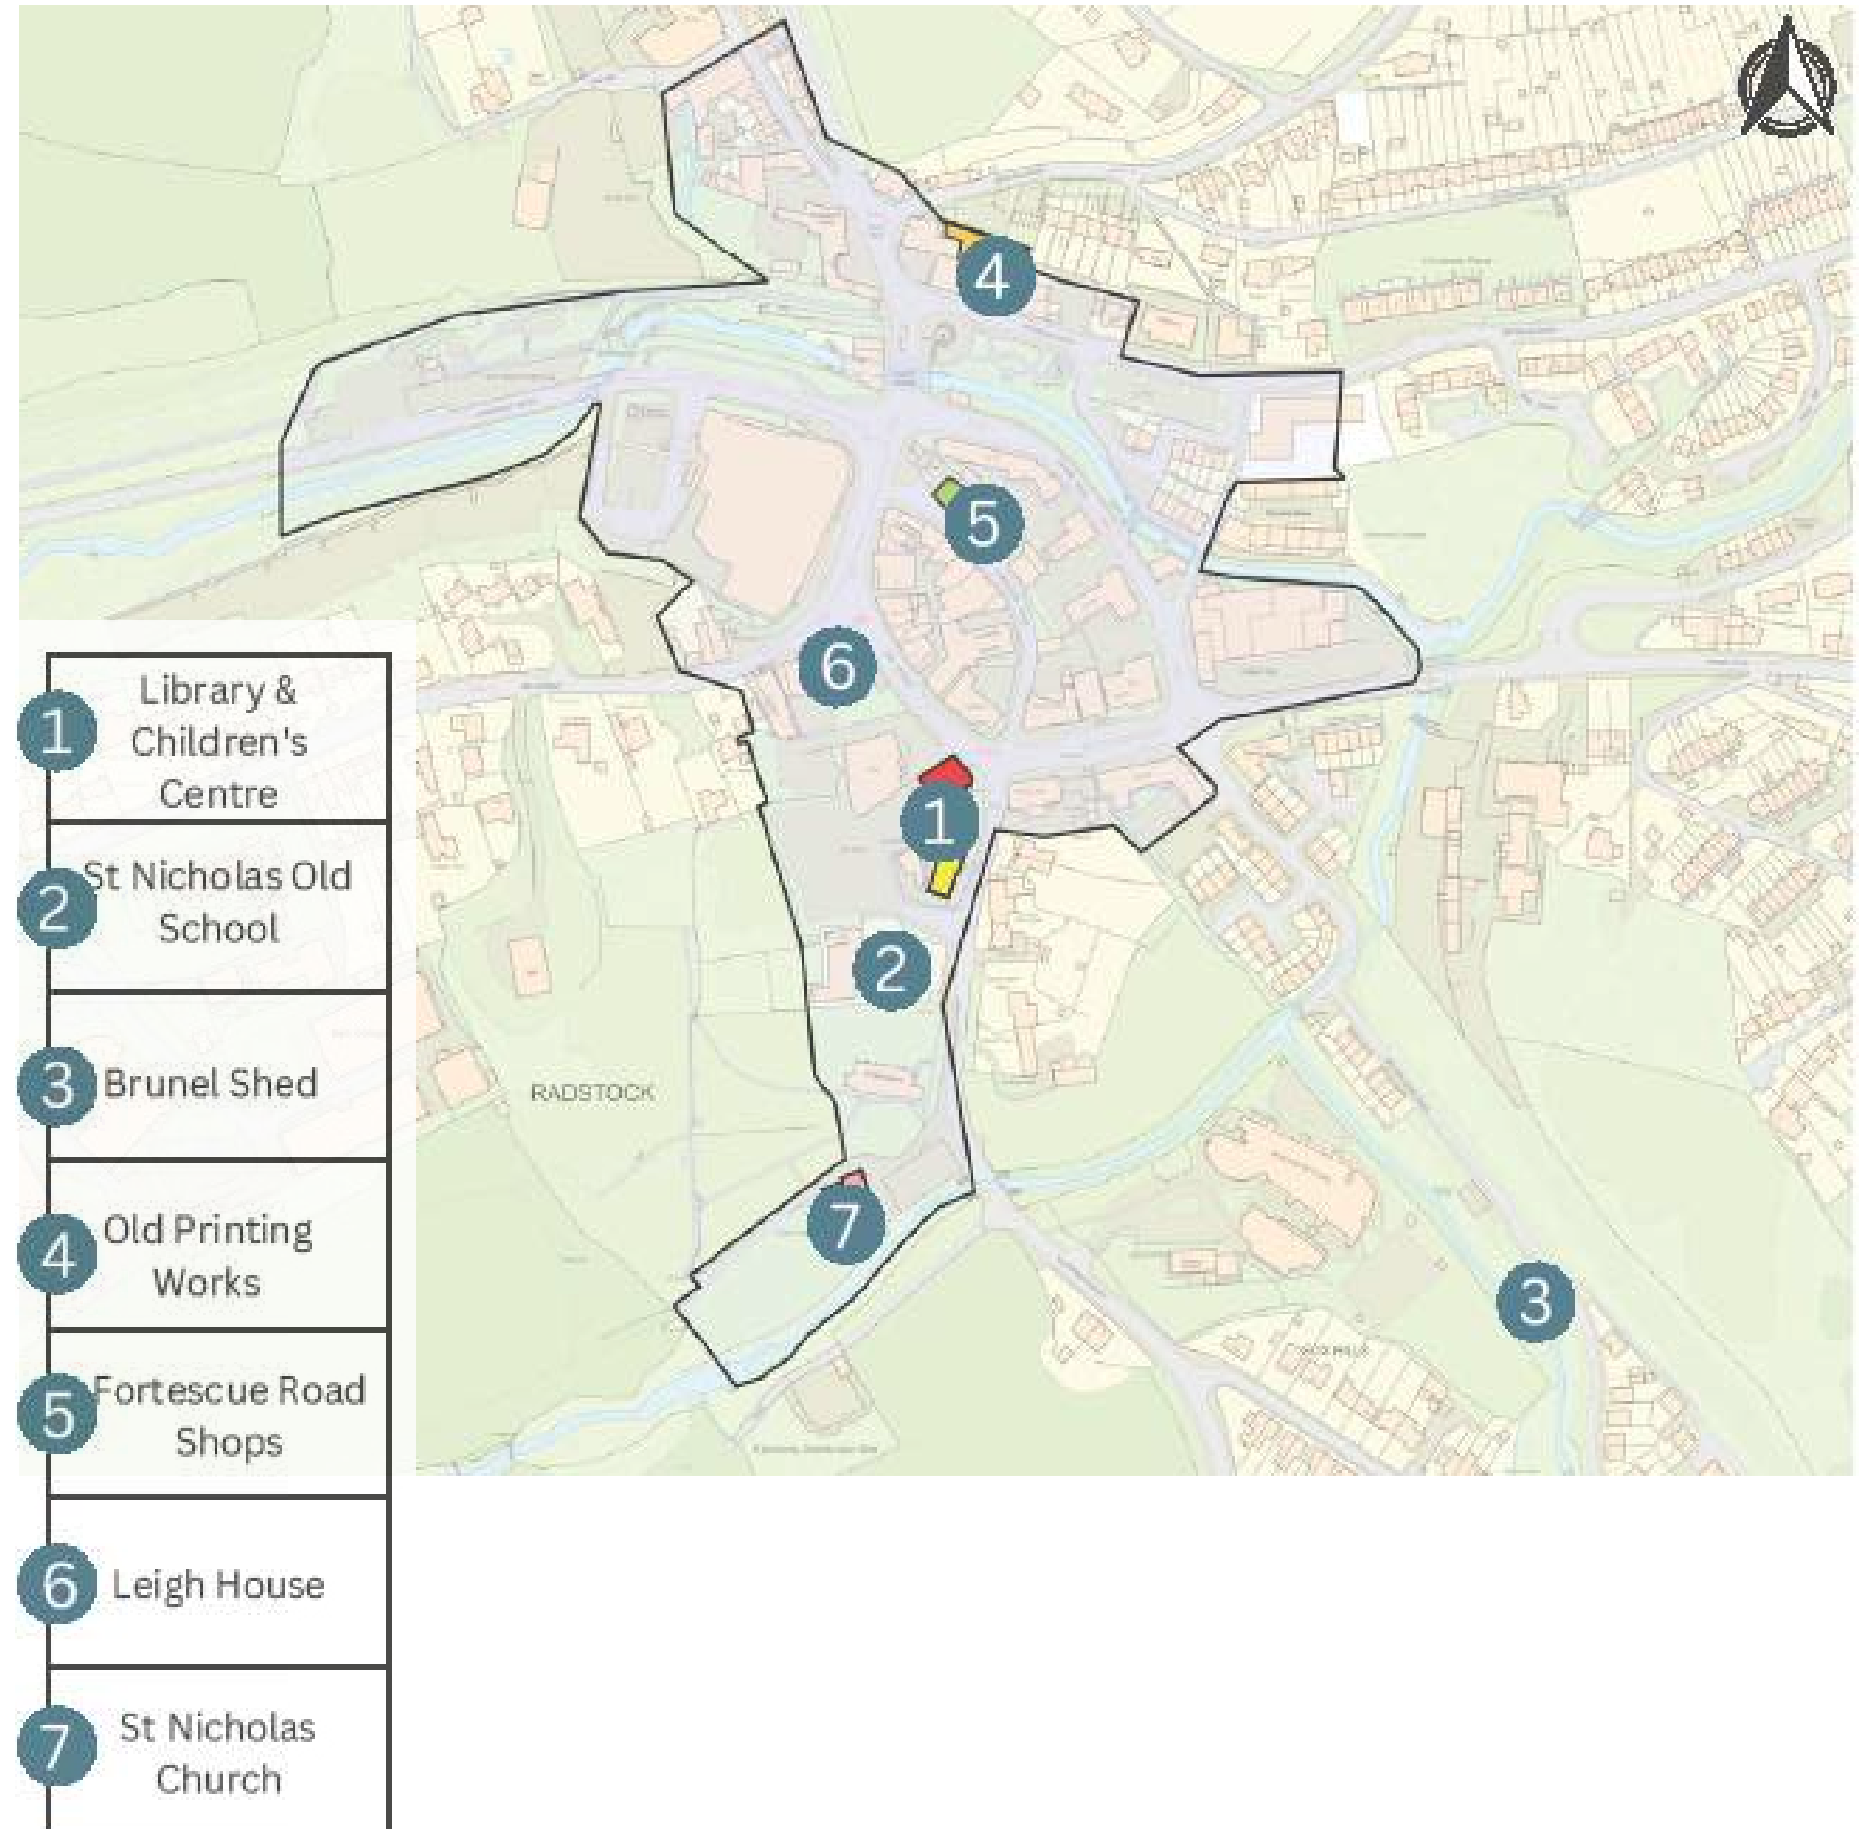 4
5
6
1
2
RADSTOCK
7
3
1
Library &
Children's
Centre
2
St Nicholas Old
School
3
Brunel Shed
4
Old Printing
Works
5
Fortescue Road
Shops
6
Leigh House
7
St Nicholas
Church